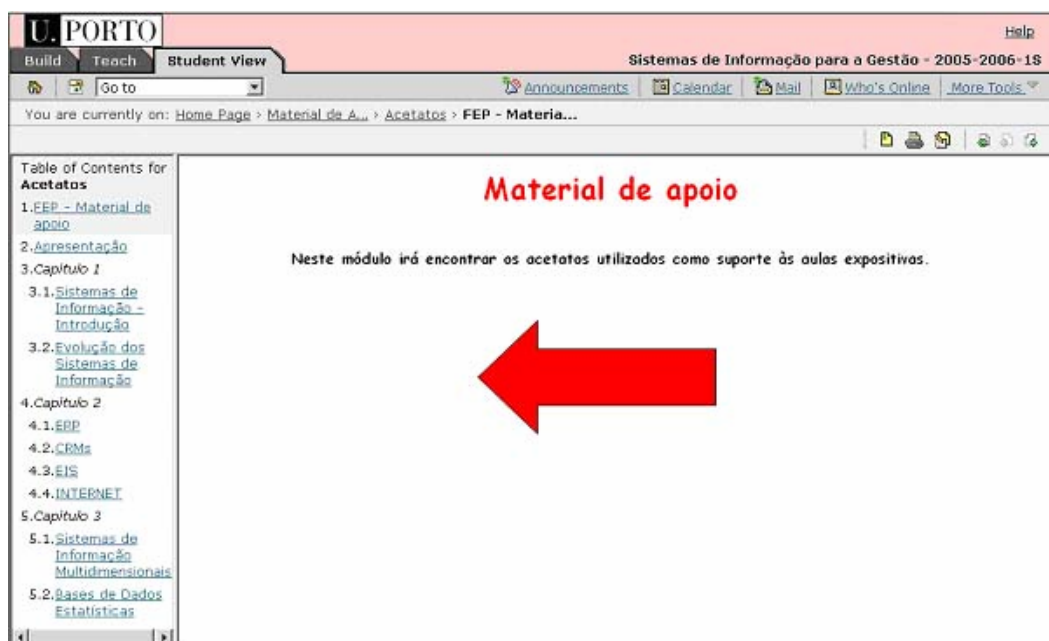 U. PORTO
Help
Build Teach Student View
Sistemas de Informação para a Gestão - 2005-2006-1S
Go to
Announcements Calendar Mail Who's Online More Tools
You are currently on: Home Page > Material de A... > Acetatos > FEP - Materia...
Table of Contents for
Acetatos
1.FEP - Material de
apoio
2.Apresentação
3.Capitulo 1
3.1.Sistemas de
Informação -
Introdução
3.2.Evolução dos
Sistemas de
Informação
4.Capitulo 2
4.1.ERP
4.2.CRMs
4.3.EIS
4.4.INTERNET
5.Capitulo 3
5.1.Sistemas de
Informação
Multidimensionais
5.2.Bases de Dados
Estatísticas
Material de apoio
Neste módulo irá encontrar os acetatos utilizados como suporte às aulas expositivas.